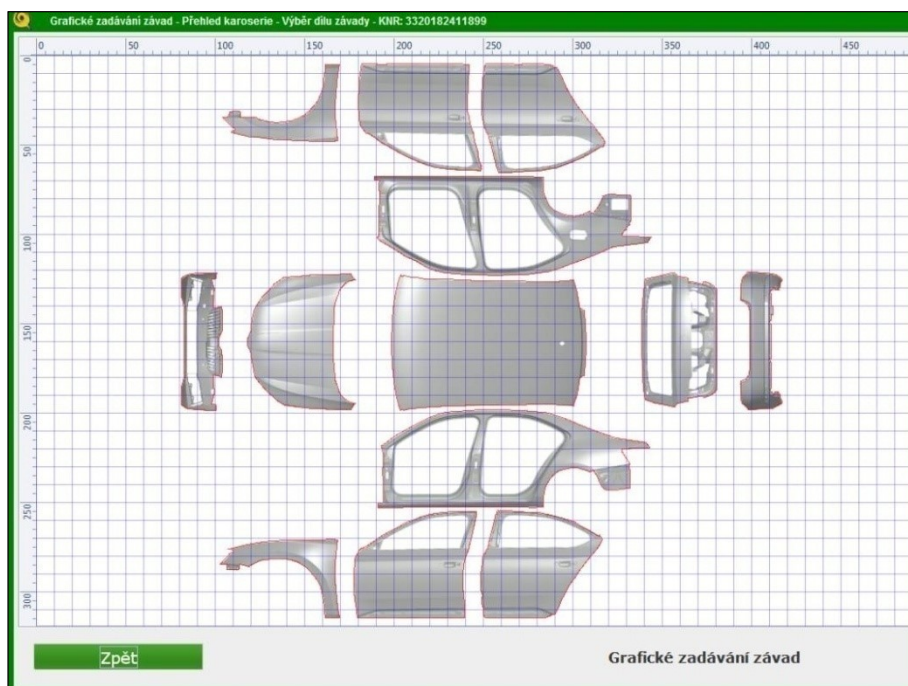 Grafické zadávání závad - Přehled karoserie - Výběr dílu závady - KNR: 3320182411899
0 50 100 150 200 250 300 350 400 450
0
50
100
150
200
250
300
Zpět
Grafické zadávání závad